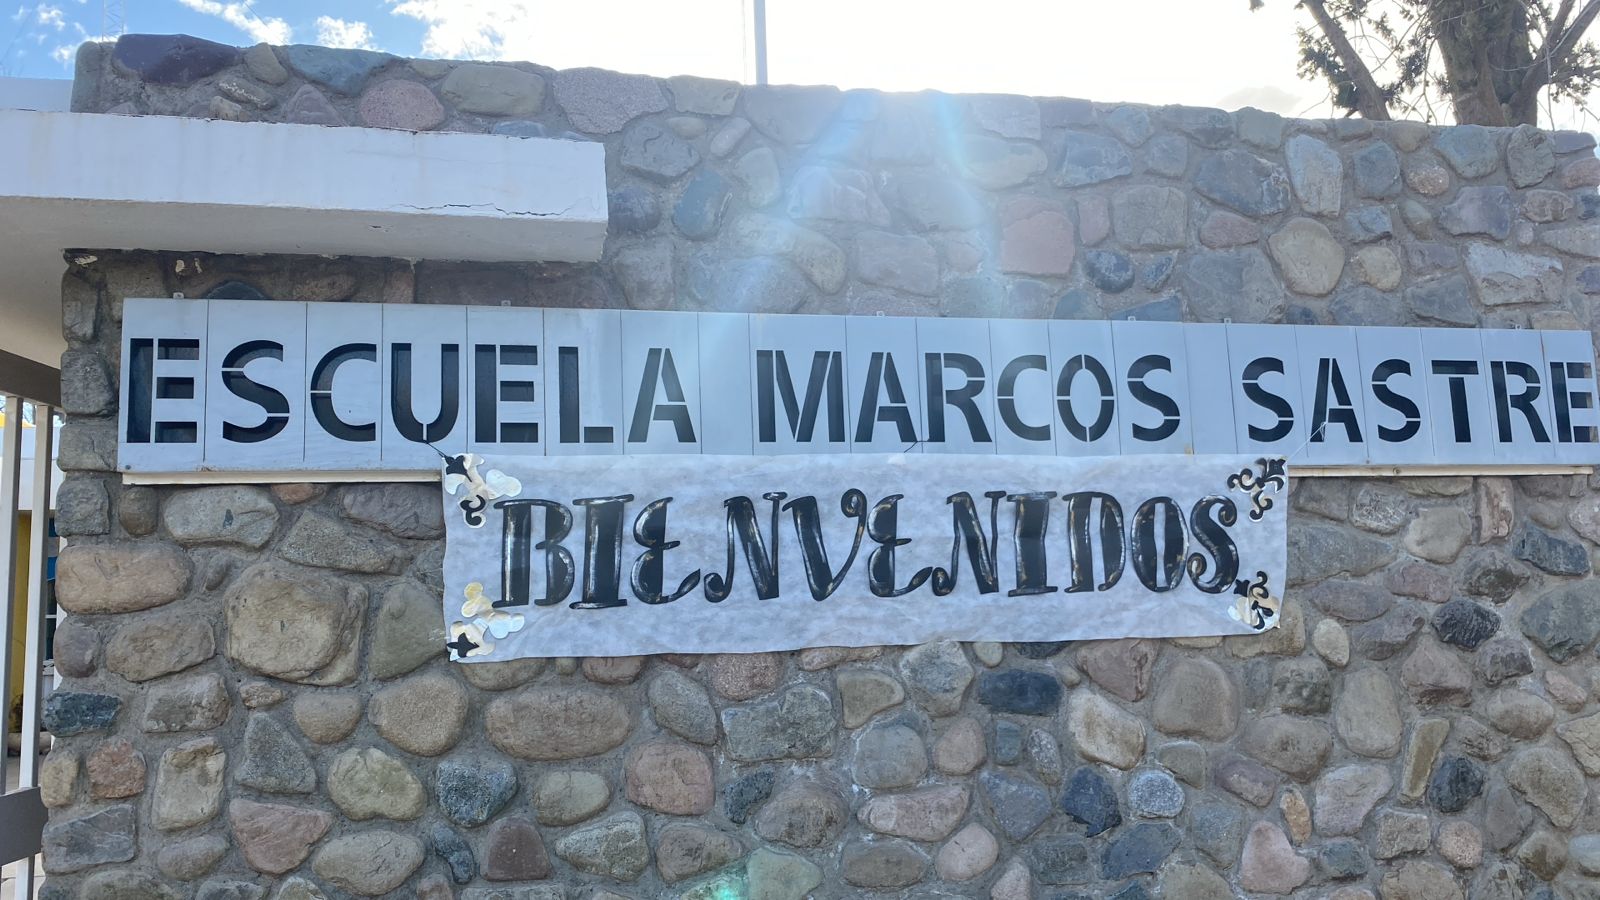 ESCUELA MARCOS SASTRE
BIENVENIDOS